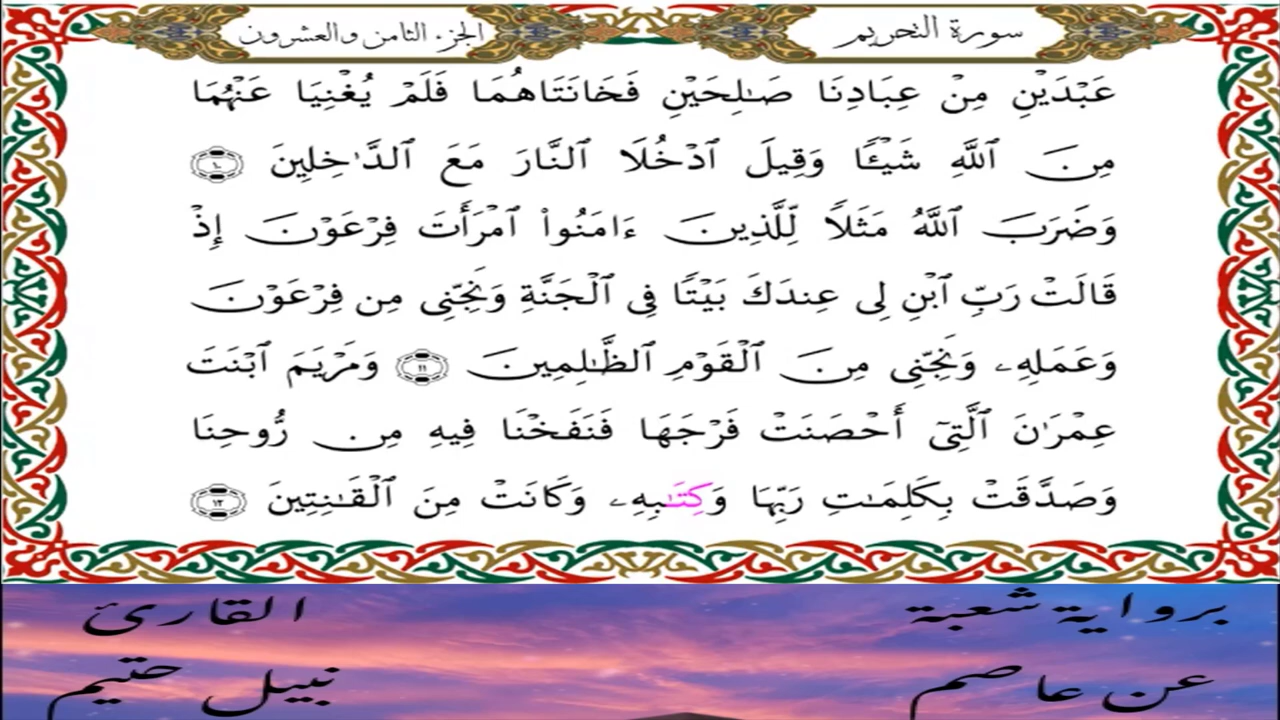 سورة التحريم الجزء الثامن والعشرون
عَبْدَيْنِ مِنْ عِبَادِنَا صَٰلِحَيْنِ فَخَانَتَاهُمَا فَلَمْ يُغْنِيَا عَنْهُمَا
مِنَ ٱللَّهِ شَيْـًٔا وَقِيلَ ٱدْخُلَا ٱلنَّارَ مَعَ ٱلدَّٰخِلِينَ ١٠
وَضَرَبَ ٱللَّهُ مَثَلًا لِّلَّذِينَ ءَامَنُوا۟ ٱمْرَأَتَ فِرْعَوْنَ إِذْ
قَالَتْ رَبِّ ٱبْنِ لِى عِندَكَ بَيْتًا فِى ٱلْجَنَّةِ وَنَجِّنِى مِن فِرْعَوْنَ
وَعَمَلِهِۦ وَنَجِّنِى مِنَ ٱلْقَوْمِ ٱلظَّٰلِمِينَ ١١ وَمَرْيَمَ ٱبْنَتَ
عِمْرَٰنَ ٱلَّتِىٓ أَحْصَنَتْ فَرْجَهَا فَنَفَخْنَا فِيهِ مِن رُّوحِنَا
وَصَدَّقَتْ بِكَلِمَٰتِ رَبِّهَا وَكِتَٰبِهِۦ وَكَانَتْ مِنَ ٱلْقَٰنِتِينَ ١٢
برواية شعبة القارئ
عن عاصم نبيل حتيم